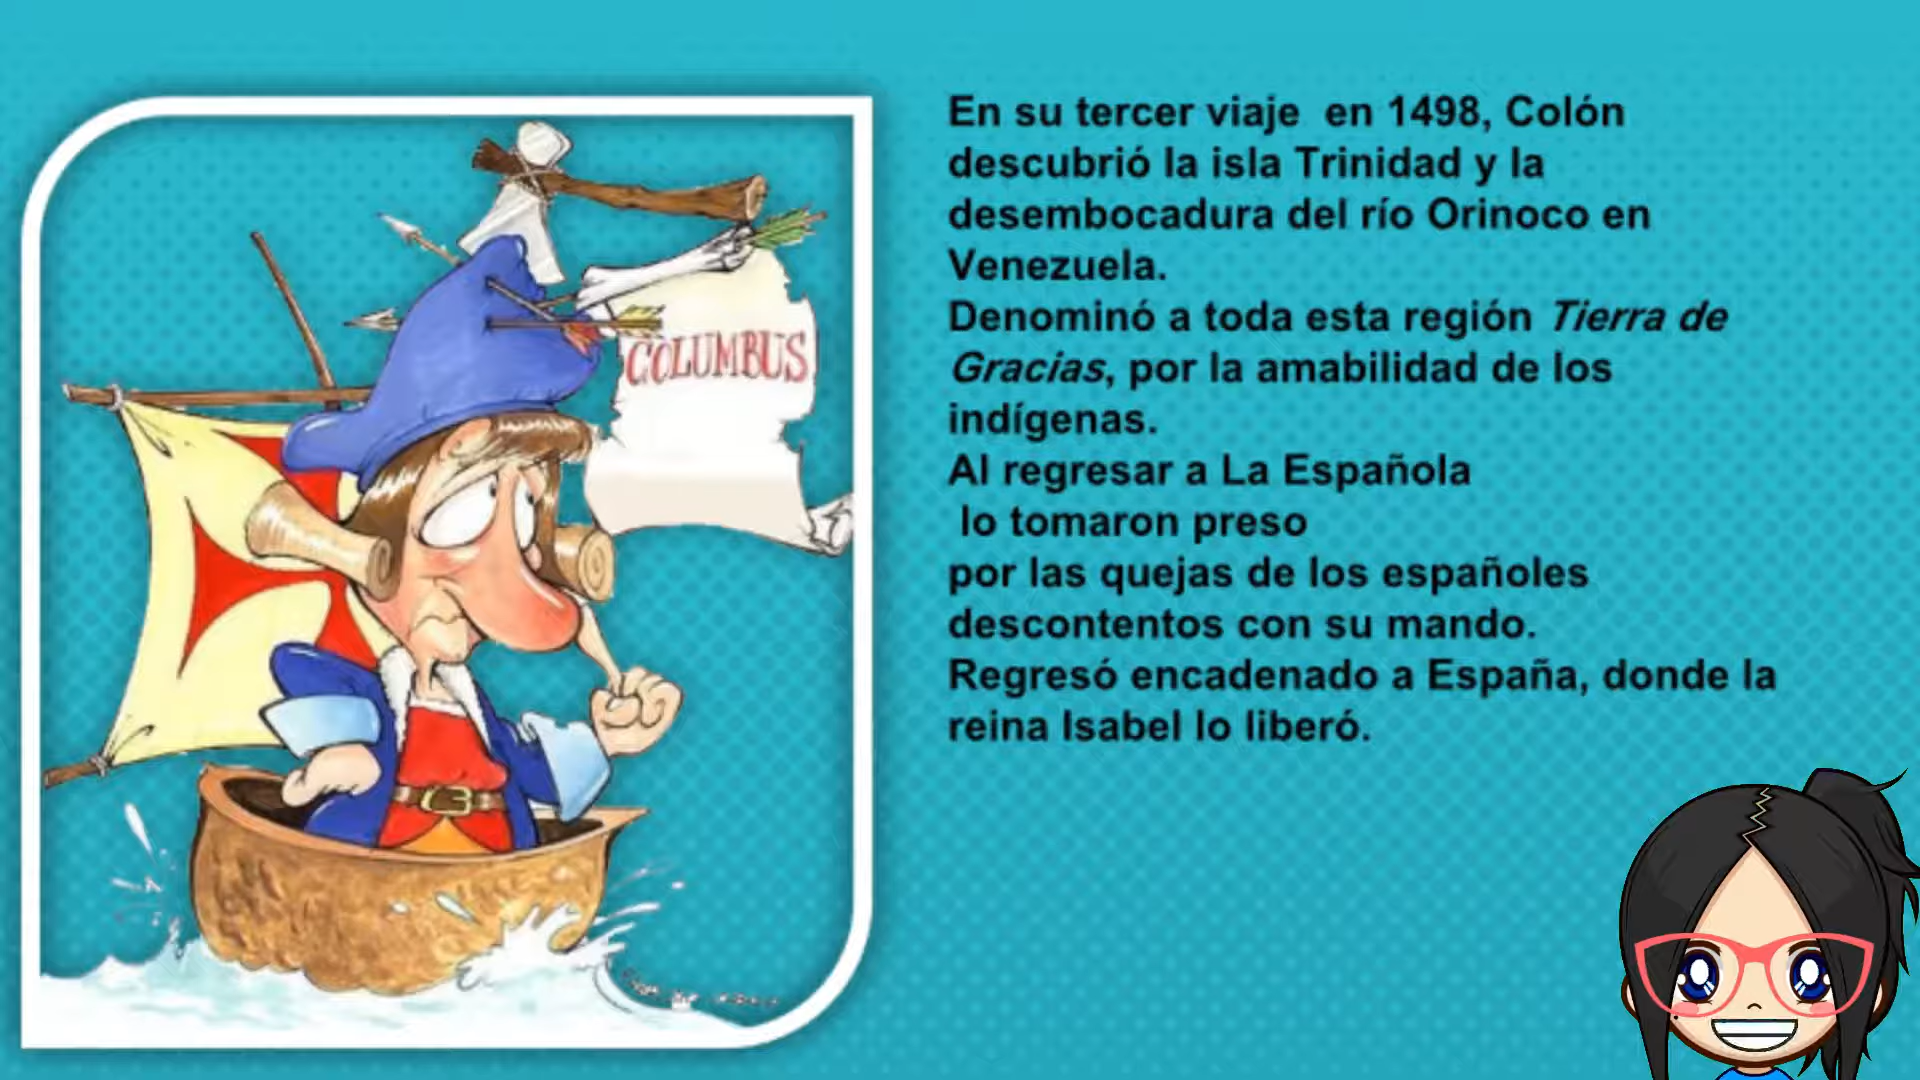 COLUMBUS
En su tercer viaje en 1498, Colón
descubrió la isla Trinidad y la
desembocadura del río Orinoco en
Venezuela.
Denominó a toda esta región Tierra de
Gracias, por la amabilidad de los
indígenas.
Al regresar a La Española
lo tomaron preso
por las quejas de los españoles
descontentos con su mando.
Regresó encadenado a España, donde la
reina Isabel lo liberó.